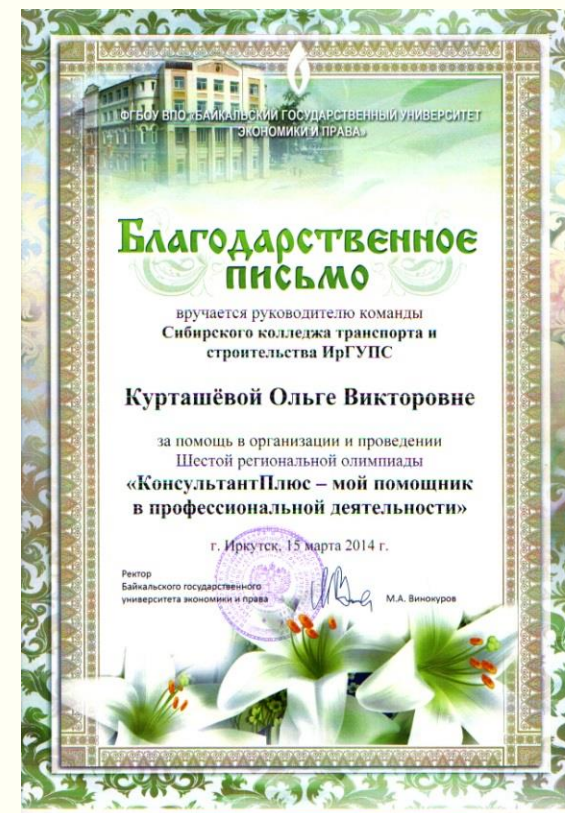 ФГБОУ ВПО «БАЙКАЛЬСКИЙ ГОСУДАРСТВЕННЫЙ УНИВЕРСИТЕТ
ЭКОНОМИКИ И ПРАВА»
БЛАГОДАРСТВЕННОЕ
ПИСЬМО
вручается руководителю команды
Сибирского колледжа транспорта и
строительства ИрГУПС
Курташёвой Ольге Викторовне
за помощь в организации и проведении
Шестой региональной олимпиады
«КонсультантПлюс – мой помощник
в профессиональной деятельности»
г. Иркутск, 15 марта 2014 г.
Ректор
Байкальского государственного
университета экономики и права
М.А. Винокуров